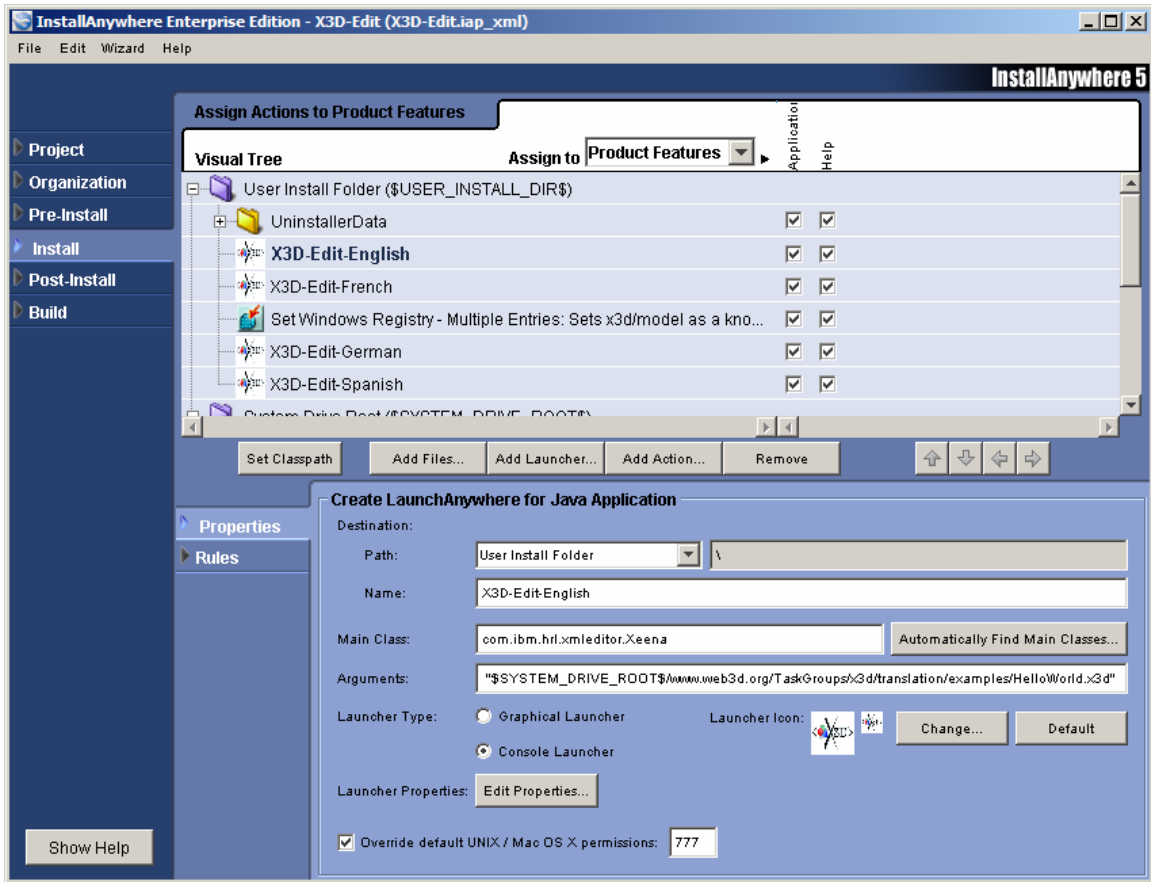 InstallAnywhere Enterprise Edition - X3D-Edit (X3D-Edit.iap_xml)
File Edit Wizard Help
InstallAnywhere 5
Assign Actions to Product Features
Visual Tree
Assign to Product Features
Application
Help
Project
Organization
Pre-Install
Install
Post-Install
Build
User Install Folder ($USER_INSTALL_DIR$)
UninstallerData
X3D-Edit-English
X3D-Edit-French
Set Windows Registry - Multiple Entries: Sets x3d/model as a kno...
X3D-Edit-German
X3D-Edit-Spanish
System Drive Root ($SYSTEM_DRIVE_ROOT$)
Set Classpath Add Files... Add Launcher... Add Action... Remove
Properties
Rules
Create LaunchAnywhere for Java Application
Destination:
Path: User Install Folder \
Name: X3D-Edit-English
Main Class: com.ibm.hrl.xmleditor.Xeena Automatically Find Main Classes...
Arguments: "$SYSTEM_DRIVE_ROOT$/www.web3d.org/TaskGroups/x3d/translation/examples/HelloWorld.x3d"
Launcher Type: Graphical Launcher Launcher Icon: Change... Default
Console Launcher
Launcher Properties: Edit Properties...
Override default UNIX / Mac OS X permissions: 777
Show Help